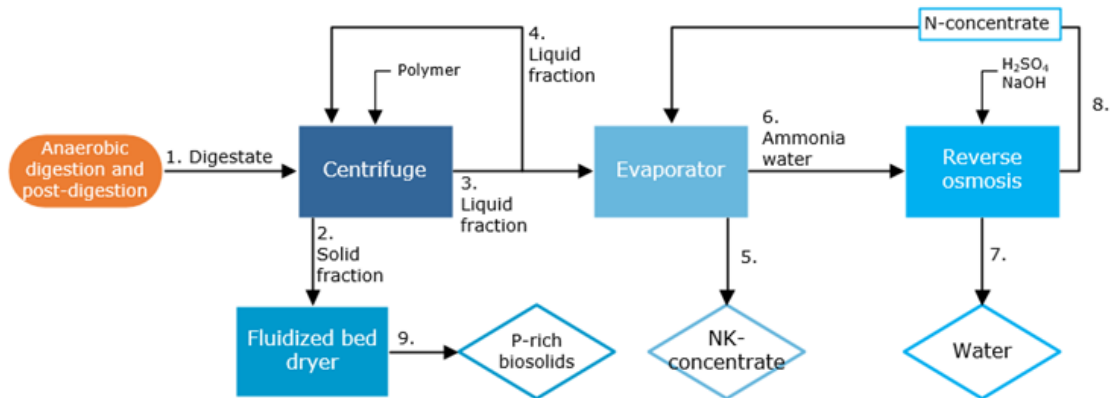 4.
Liquid
fraction
N-concentrate
Polymer
H₂SO₄
NaOH
8.
Anaerobic
digestion and
post-digestion
1. Digestate
Centrifuge
3.
Liquid
fraction
Evaporator
6.
Ammonia
water
Reverse
osmosis
2.
Solid
fraction
5.
7.
Fluidized bed
dryer
9.
P-rich
biosolids
NK-
concentrate
Water